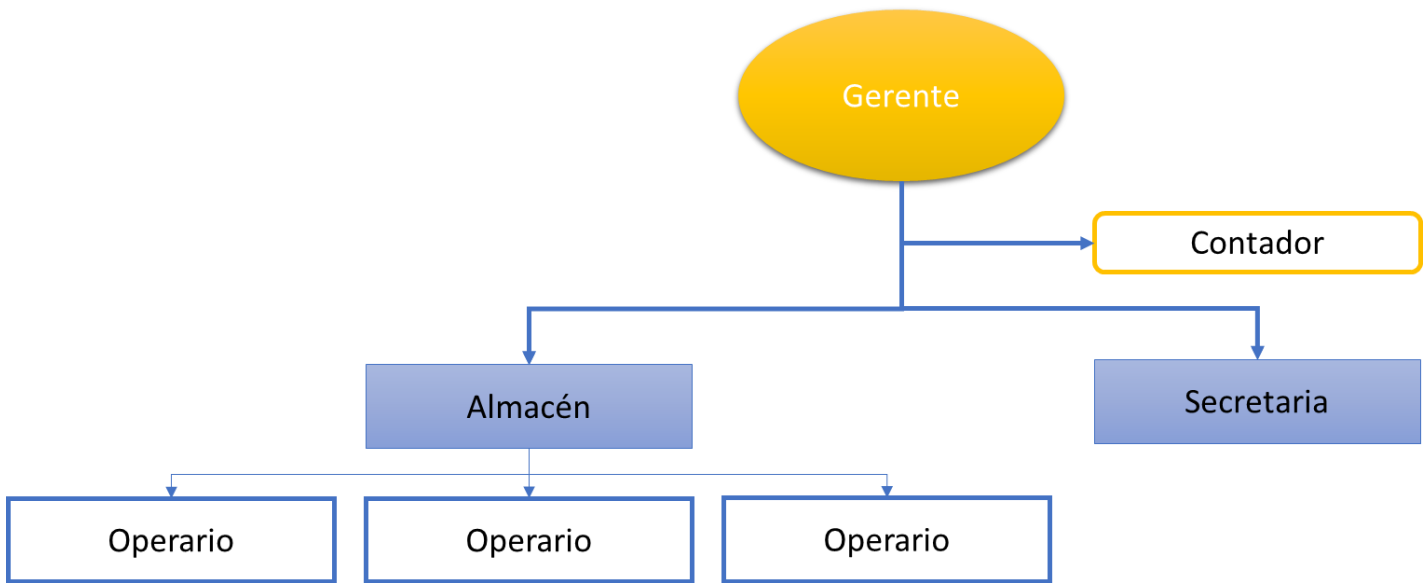 Gerente
Contador
Almacén
Secretaria
Operario
Operario
Operario